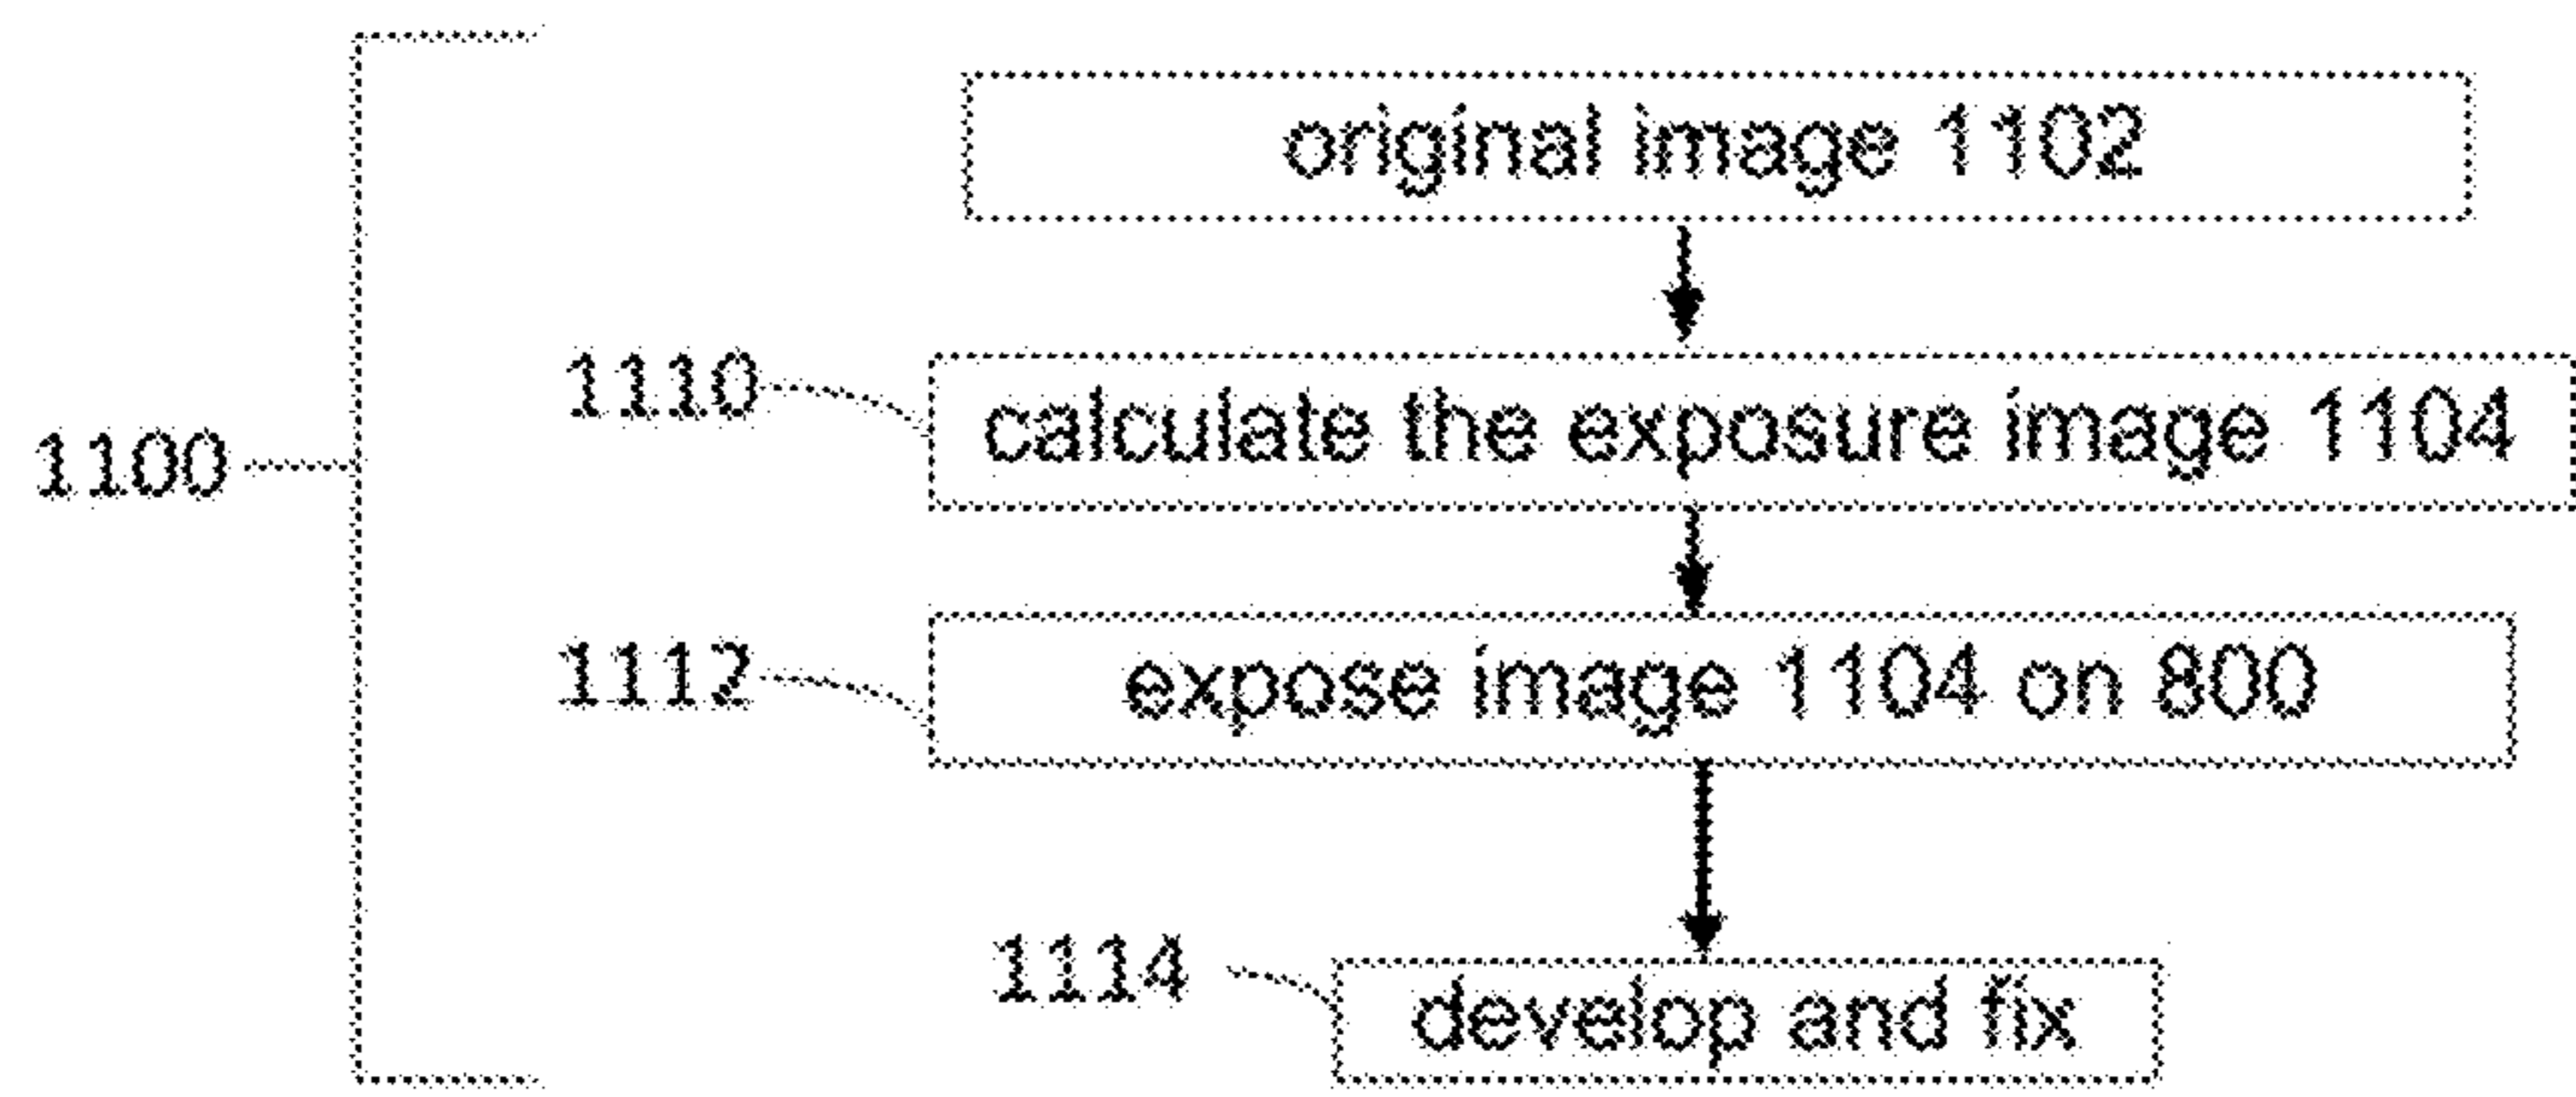 original image 1102
1110
calculate the exposure image 1104
1100
1112
expose image 1104 on 800
1114
develop and fix